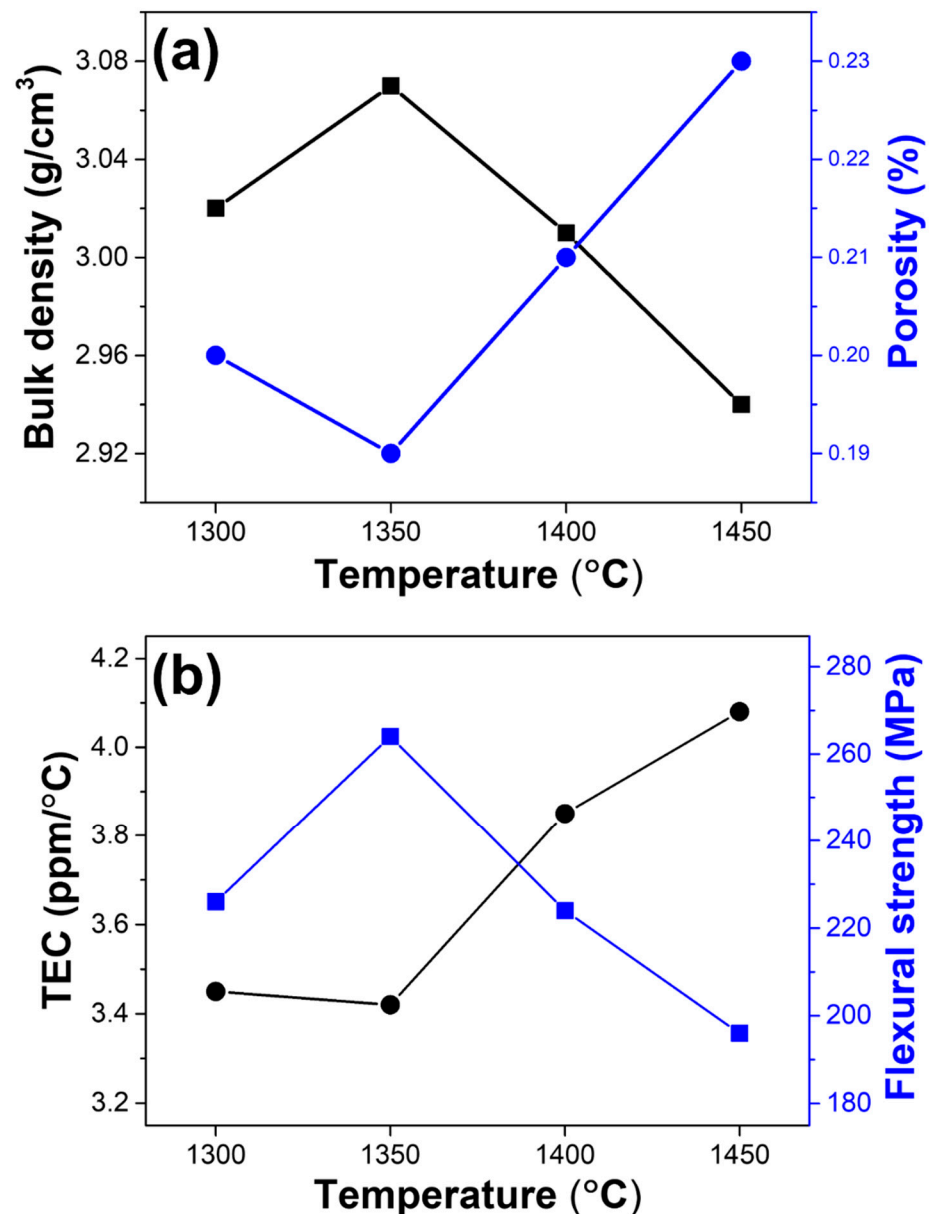 (a)
Bulk density (g/cm³)
3.08
3.04
3.00
2.96
2.92
0.23
0.22
0.21
0.20
0.19
Porosity (%)
1300 1350 1400 1450
Temperature (°C)
(b)
TEC (ppm/°C)
4.2
4.0
3.8
3.6
3.4
3.2
280
260
240
220
200
180
Flexural strength (MPa)
1300 1350 1400 1450
Temperature (°C)